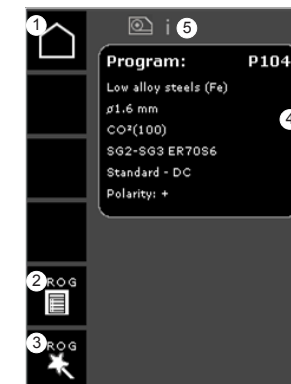 1
i 5
Program: P104
Low alloy steels (Fe)
ø1.6 mm
4
CO²(100)
SG2-SG3 ER70S6
Standard - DC
Polarity: +
2
ROG
3
ROG